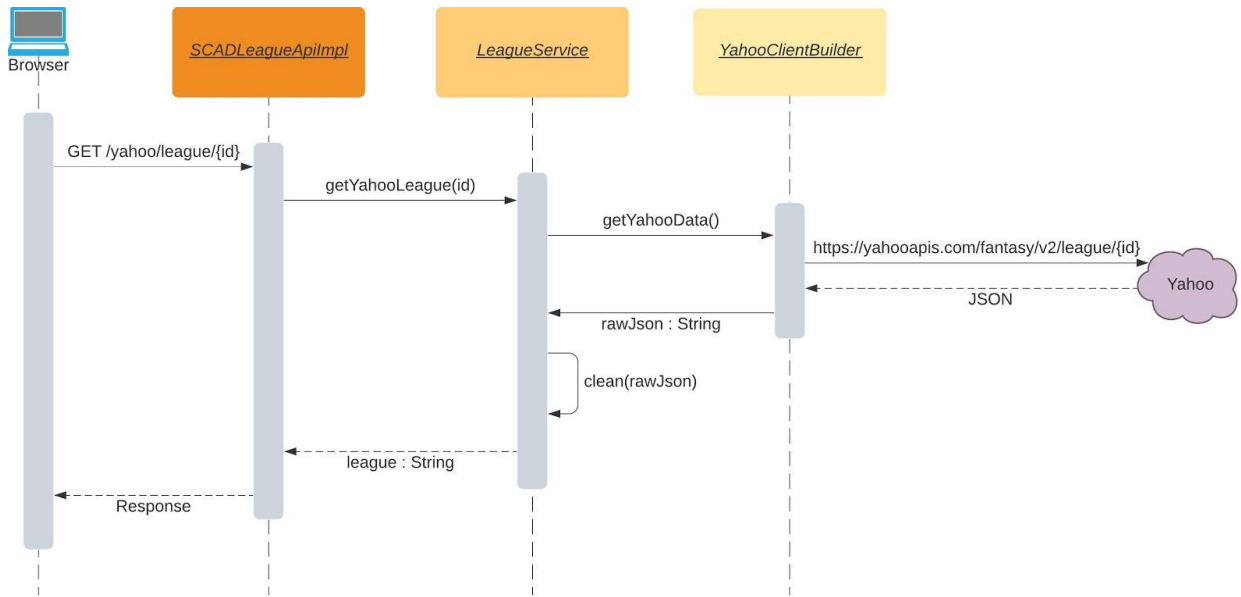 Browser
SCADLeagueApiImpl
LeagueService
YahooClientBuilder
GET /yahoo/league/{id}
getYahooLeague(id)
getYahooData()
https://yahooapis.com/fantasy/v2/league/{id}
Yahoo
JSON
rawJson : String
clean(rawJson)
league : String
Response